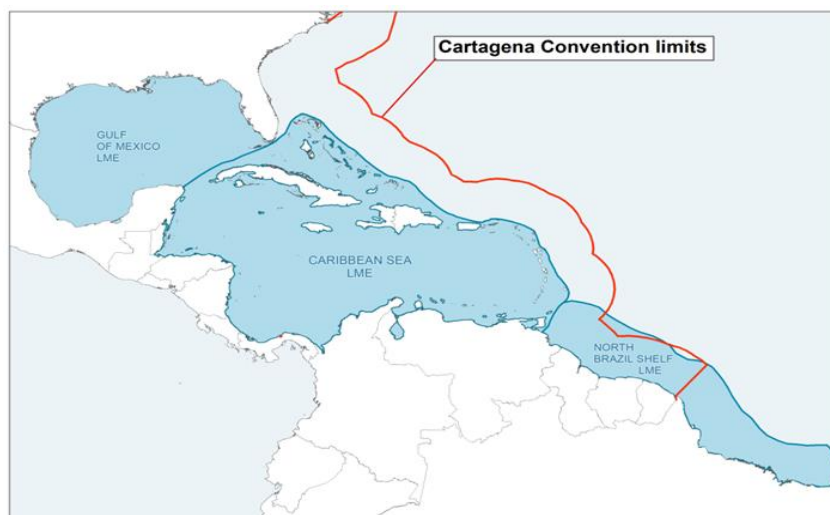 Cartagena Convention limits
GULF
OF MEXICO
LME
CARIBBEAN SEA
LME
NORTH
BRAZIL SHELF
LME